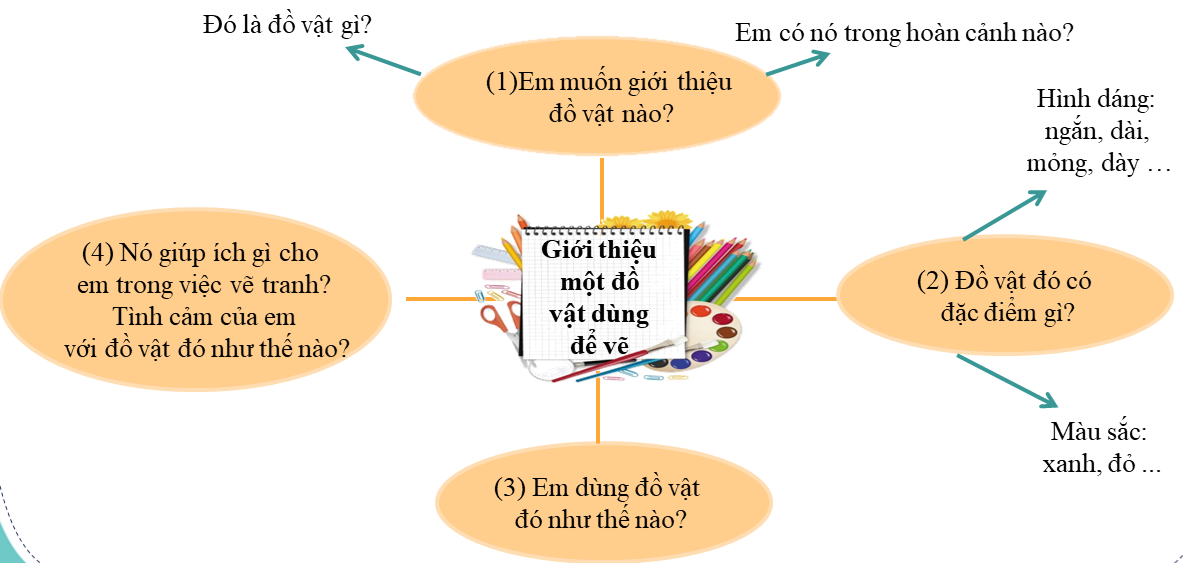 Đó là đồ vật gì?
Em có nó trong hoàn cảnh nào?
(1)Em muốn giới thiệu
đồ vật nào?
Hình dáng:
ngắn, dài,
mỏng, dày …
(4) Nó giúp ích gì cho
em trong việc vẽ tranh?
Tình cảm của em
với đồ vật đó như thế nào?
Giới thiệu
một đồ
vật dùng
để vẽ
(2) Đồ vật đó có
đặc điểm gì?
Màu sắc:
xanh, đỏ ...
(3) Em dùng đồ vật
đó như thế nào?